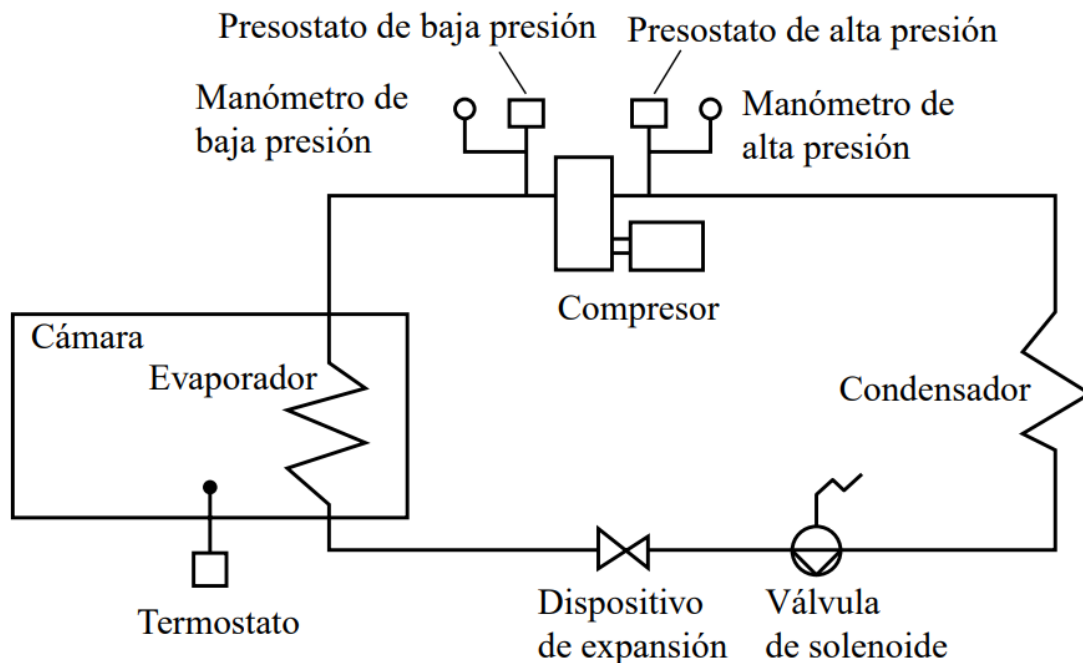 Presostato de baja presión
Presostato de alta presión
Manómetro de
baja presión
Manómetro de
alta presión
Compresor
Cámara
Evaporador
Condensador
Termostato
Dispositivo
de expansión
Válvula
de solenoide